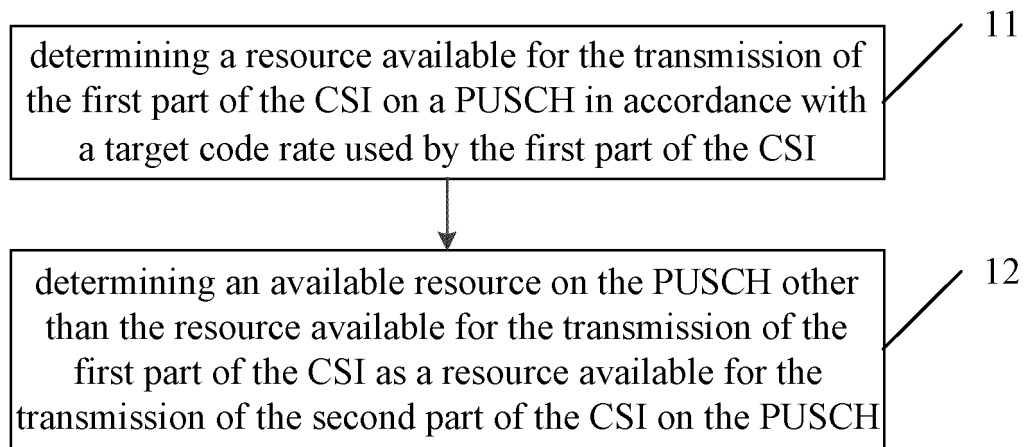 determining a resource available for the transmission of
the first part of the CSI on a PUSCH in accordance with
a target code rate used by the first part of the CSI
11
determining an available resource on the PUSCH other
than the resource available for the transmission of the
first part of the CSI as a resource available for the
transmission of the second part of the CSI on the PUSCH
12